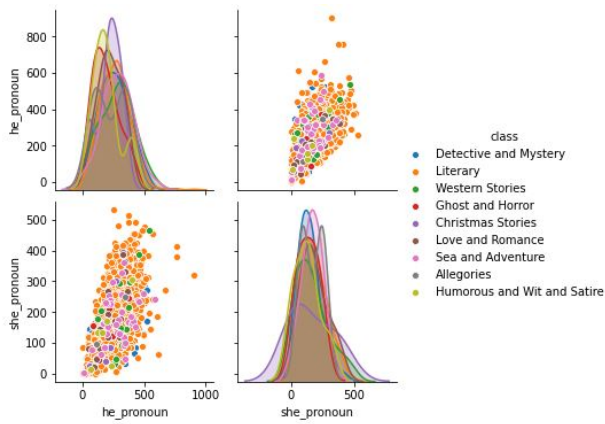 800
600
400
200
0
he_pronoun
class
Detective and Mystery
Literary
Western Stories
Ghost and Horror
Christmas Stories
Love and Romance
Sea and Adventure
Allegories
Humorous and Wit and Satire
500
400
300
200
100
0
she_pronoun
0 500 1000
he_pronoun
0 500
she_pronoun